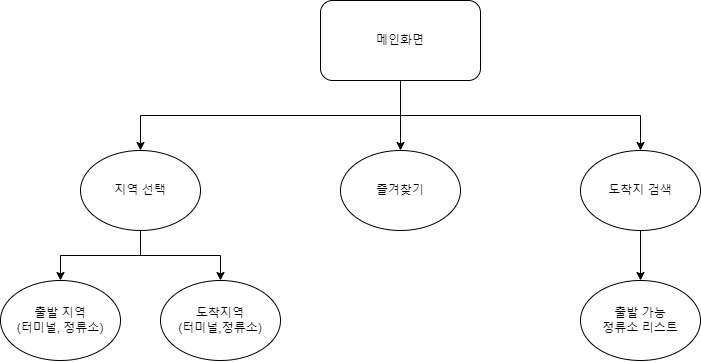 메인화면
지역 선택
즐겨찾기
도착지 검색
출발 지역
(터미널, 정류소)
도착지역
(터미널,정류소)
출발 가능
정류소 리스트